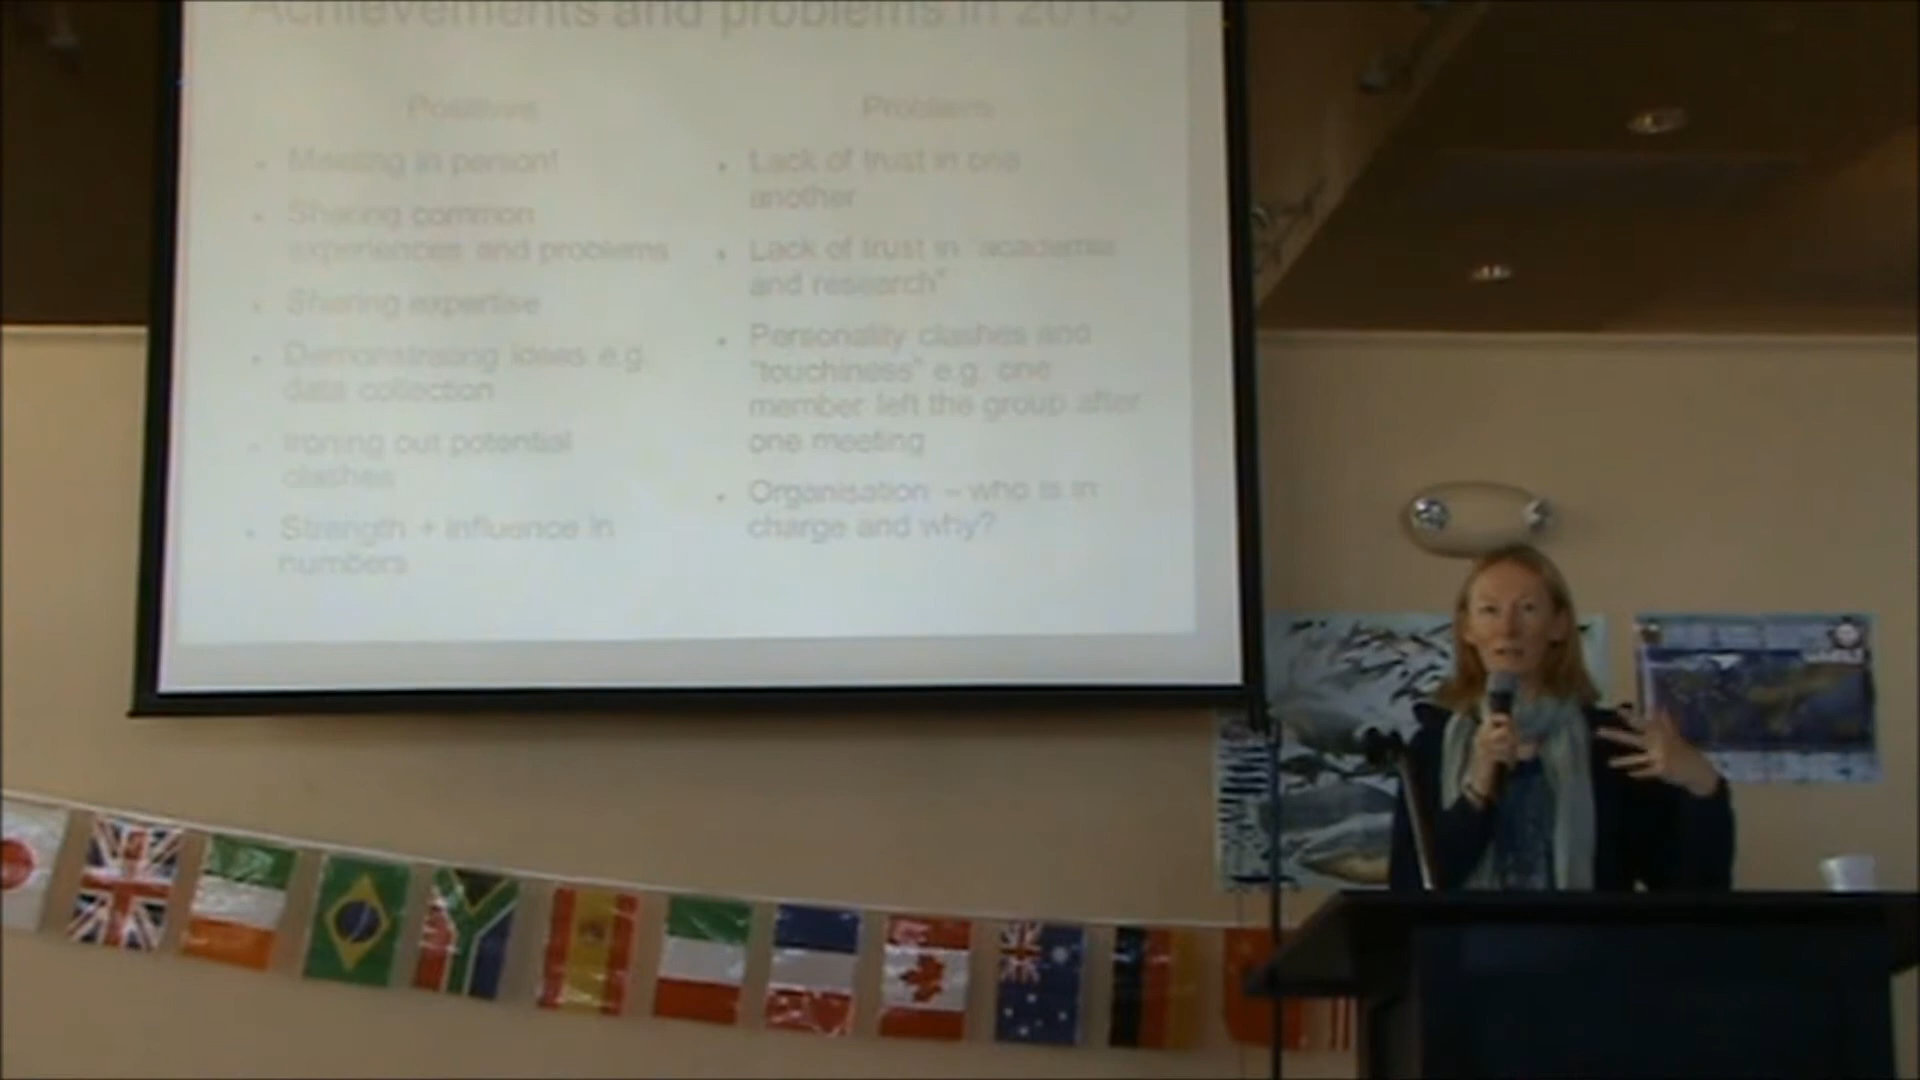 Achievements and problems in 2013
Positives
Meeting in person!
Sharing common
experiences and problems
Sharing expertise
Demonstrating ideas e.g.
data collection
Ironing out potential
clashes
Strength + influence in
numbers
Problems
Lack of trust in one
another
Lack of trust in "academia
and research"
Personality clashes and
"touchiness" e.g. one
member left the group after
one meeting
Organisation – who is in
charge and why?